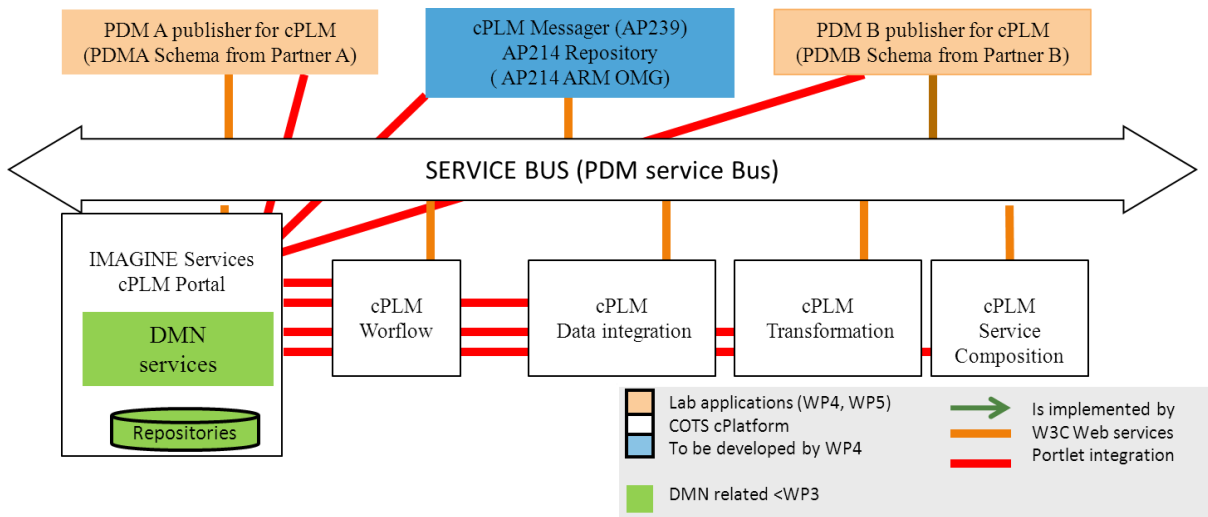 PDM A publisher for cPLM
(PDMA Schema from Partner A)
cPLM Messager (AP239)
AP214 Repository
( AP214 ARM OMG)
PDM B publisher for cPLM
(PDMB Schema from Partner B)
SERVICE BUS (PDM service Bus)
IMAGINE Services
cPLM Portal
DMN
services
Repositories
cPLM
Worflow
cPLM
Data integration
cPLM
Transformation
cPLM
Service
Composition
Lab applications (WP4, WP5)
COTS cPlatform
To be developed by WP4
DMN related <WP3
Is implemented by
W3C Web services
Portlet integration